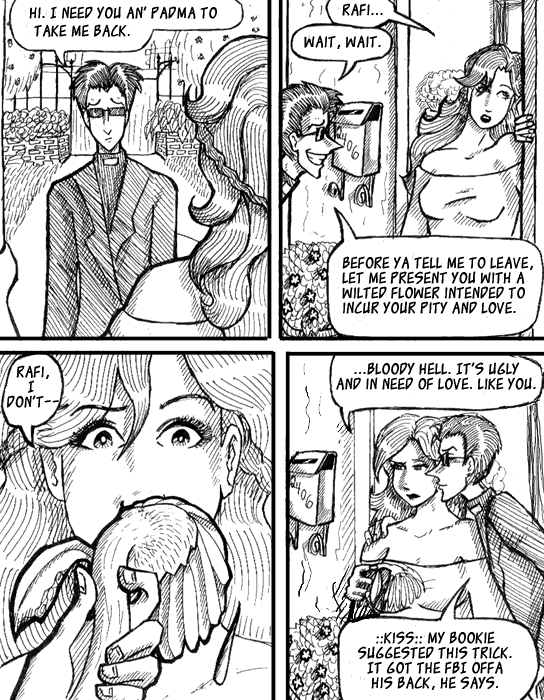 HI. I NEED YOU AN' PADMA TO
TAKE ME BACK.
RAFI...
WAIT, WAIT.
BEFORE YA TELL ME TO LEAVE,
LET ME PRESENT YOU WITH A
WILTED FLOWER INTENDED TO
INCUR YOUR PITY AND LOVE.
RAFI,
I
DON'T--
...BLOODY HELL. IT'S UGLY
AND IN NEED OF LOVE. LIKE YOU.
::KISS:: MY BOOKIE
SUGGESTED THIS TRICK.
IT GOT THE FBI OFFA
HIS BACK, HE SAYS.